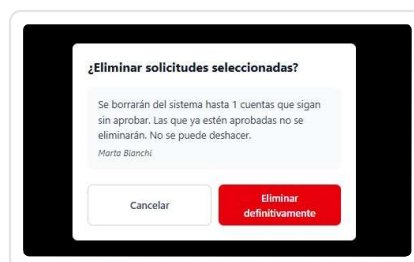 ¿Eliminar solicitudes seleccionadas?
Se borrarán del sistema hasta 1 cuentas que sigan
sin aprobar. Las que ya estén aprobadas no se
eliminarán. No se puede deshacer.
Marta Bianchi
Cancelar
Eliminar
definitivamente